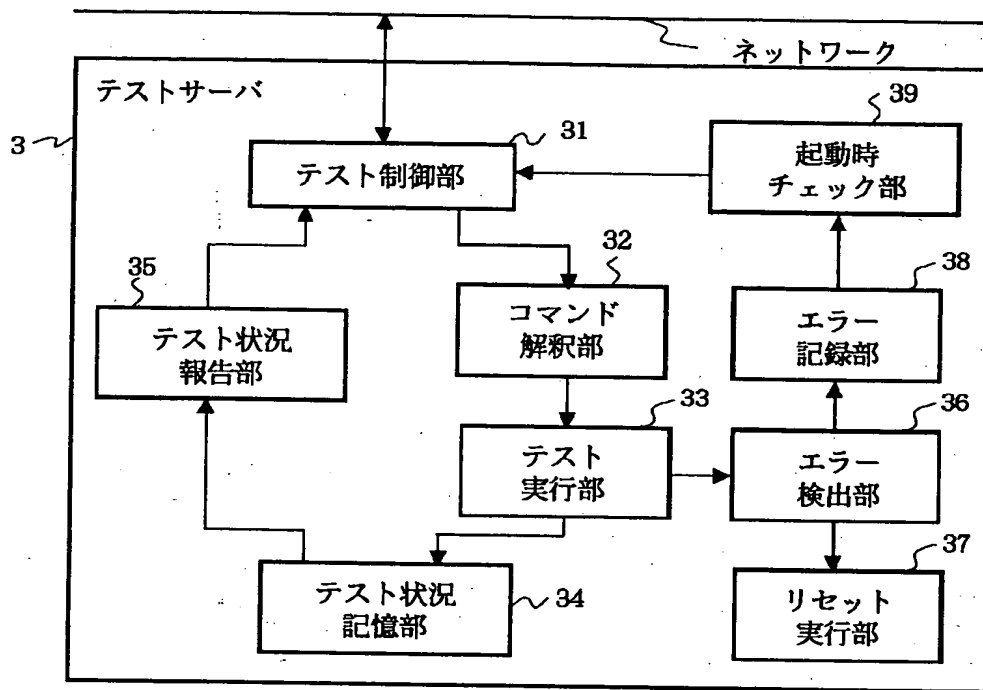 ネットワーク
テストサーバ
3
39
31
起動時
チェック部
テスト制御部
32
38
35
コマンド
解釈部
エラー
記録部
テスト状況
報告部
33
36
テスト
実行部
エラー
検出部
37
テスト状況
記憶部
34
リセット
実行部